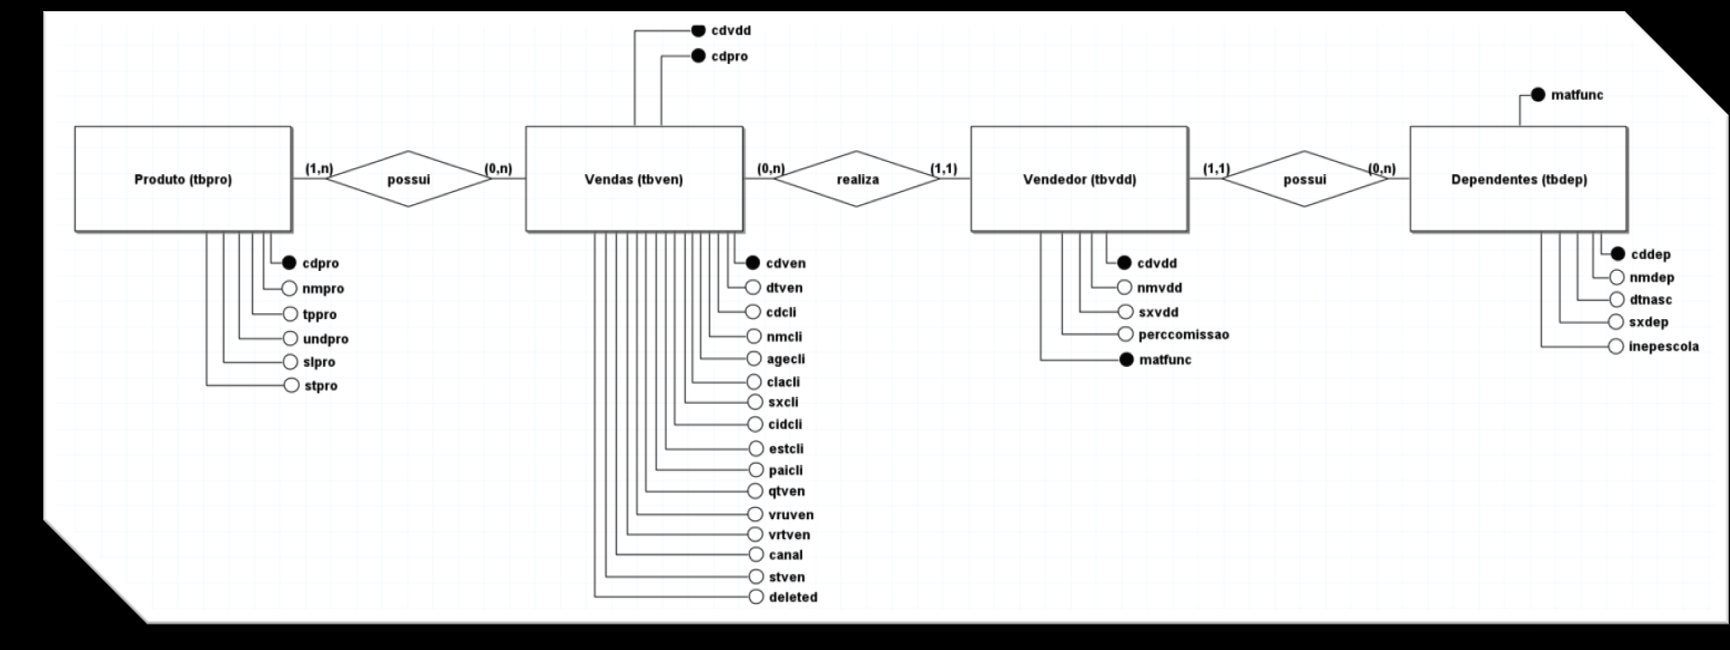 cdvdd
cdpro
matfunc
Produto (tbpro)
(1,n)
possui
(0,n)
Vendas (tbven)
(0,n)
realiza
(1,1)
Vendedor (tbvdd)
(1,1)
possui
(0,n)
Dependentes (tbdep)
cdpro
nmpro
tppro
undpro
slpro
stpro
cdven
dtven
cdcli
nmcli
agecli
clacli
sxcli
cidcli
estcli
paicli
qtven
vruven
vrtven
canal
stven
deleted
cdvdd
nmvdd
sxvdd
perccomissao
matfunc
cddep
nmdep
dtnasc
sxdep
inepescola